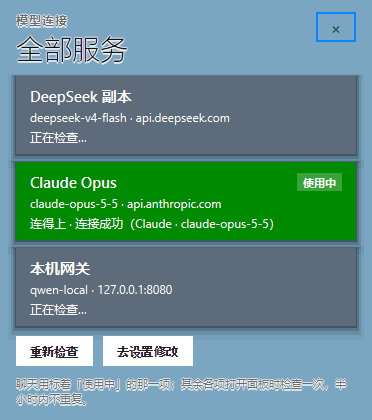 模型连接
×
全部服务
DeepSeek 副本
deepseek-v4-flash · api.deepseek.com
正在检查...
Claude Opus
使用中
claude-opus-5-5 · api.anthropic.com
连得上 · 连接成功（Claude · claude-opus-5-5）
本机网关
qwen-local · 127.0.0.1:8080
正在检查...
重新检查
去设置修改
聊天用标着「使用中」的那一项；其余各项打开面板时检查一次，半
小时内不重复。